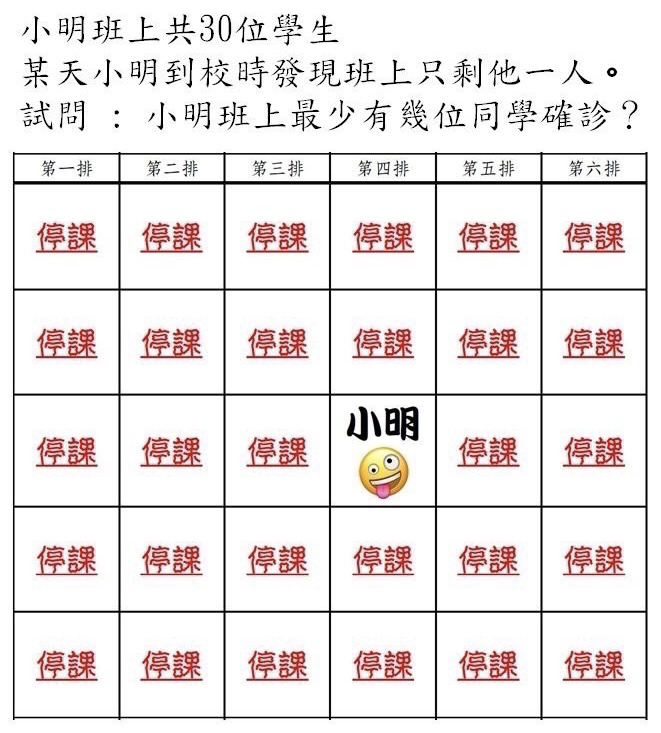 小明班上共30位學生
某天小明到校時發現班上只剩他一人。
試問 : 小明班上最少有幾位同學確診?
第一排 第二排 第三排 第四排 第五排 第六排
停課 停課 停課 停課 停課 停課
停課 停課 停課 停課 停課 停課
停課 停課 停課 小明 停課 停課
停課 停課 停課 停課 停課 停課
停課 停課 停課 停課 停課 停課